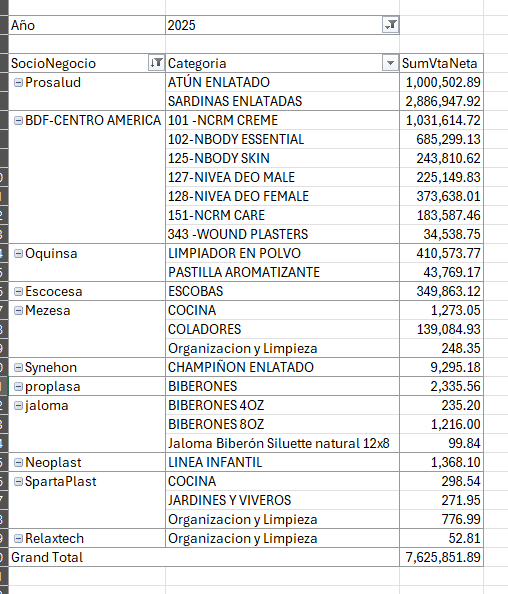 Año 2025
SocioNegocio Categoria SumVtaNeta
Prosalud ATÚN ENLATADO 1,000,502.89
SARDINAS ENLATADAS 2,886,947.92
BDF-CENTRO AMERICA 101 -NCRM CREME 1,031,614.72
102-NBODY ESSENTIAL 685,299.13
125-NBODY SKIN 243,810.62
127-NIVEA DEO MALE 225,149.83
128-NIVEA DEO FEMALE 373,638.01
151-NCRM CARE 183,587.46
343 -WOUND PLASTERS 34,538.75
Oquinsa LIMPIADOR EN POLVO 410,573.77
PASTILLA AROMATIZANTE 43,769.17
Escocesa ESCOBAS 349,863.12
Mezesa COCINA 1,273.05
COLADORES 139,084.93
Organizacion y Limpieza 248.35
Synehon CHAMPIÑON ENLATADO 9,295.18
proplasa BIBERONES 2,335.56
jaloma BIBERONES 4OZ 235.20
BIBERONES 8OZ 1,216.00
Jaloma Biberón Siluette natural 12x8 99.84
Neoplast LINEA INFANTIL 1,368.10
SpartaPlast COCINA 298.54
JARDINES Y VIVEROS 271.95
Organizacion y Limpieza 776.99
Relaxtech Organizacion y Limpieza 52.81
Grand Total 7,625,851.89